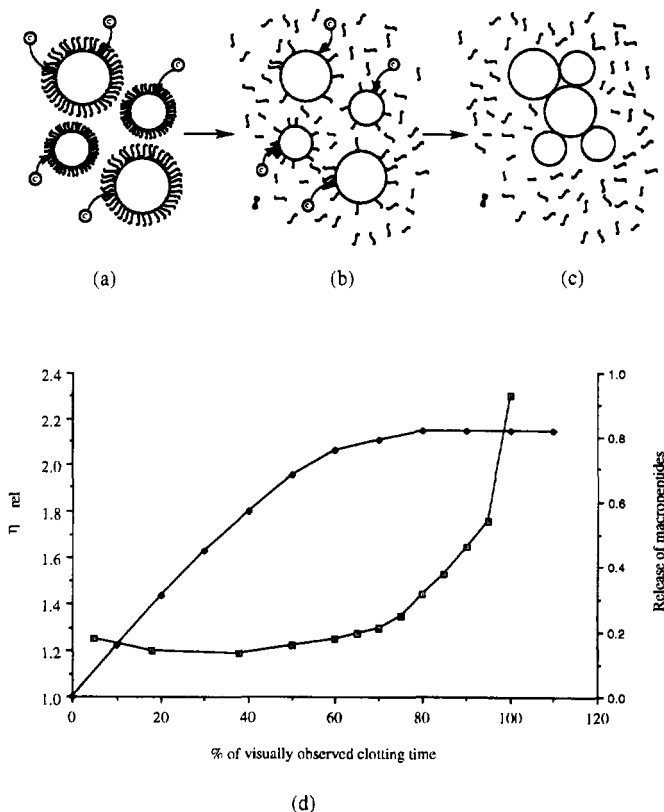 C
C
C
C
C
C
C
C
(a)
(b)
(c)
2.4
2.2
2.0
1.8
1.6
1.4
1.2
1.0
η rel
1.0
0.8
0.6
0.4
0.2
0.0
Release of macropeptides
0
20
40
60
80
100
120
% of visually observed clotting time
(d)